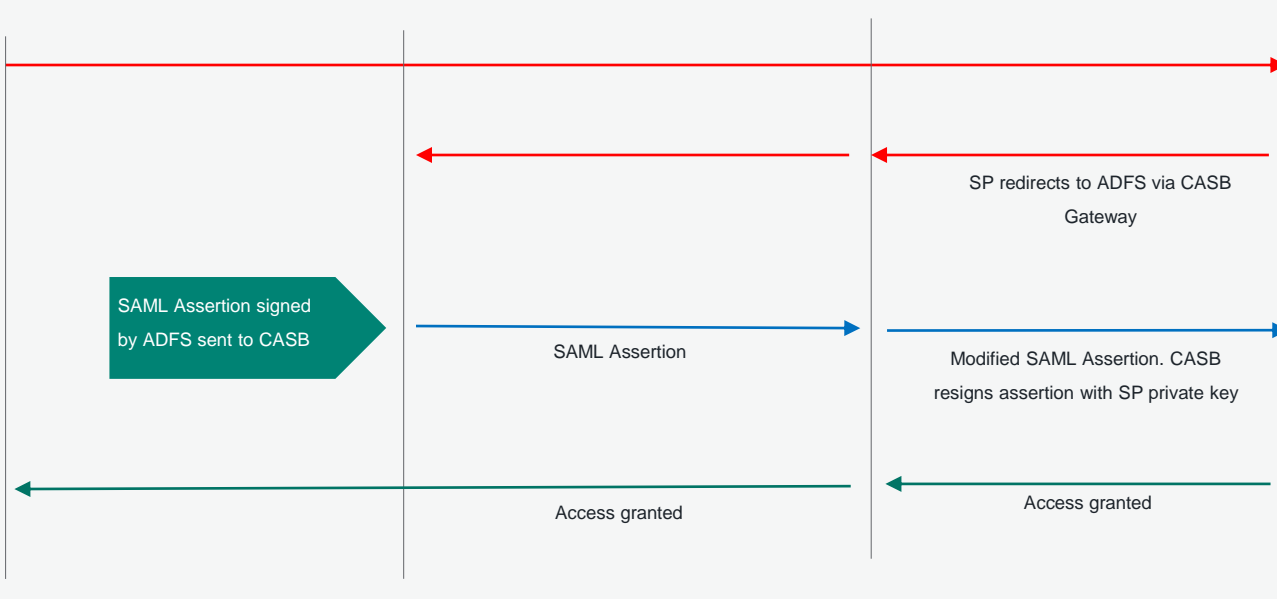 SP redirects to ADFS via CASB
Gateway
SAML Assertion signed
by ADFS sent to CASB
SAML Assertion
Modified SAML Assertion. CASB
resigns assertion with SP private key
Access granted
Access granted